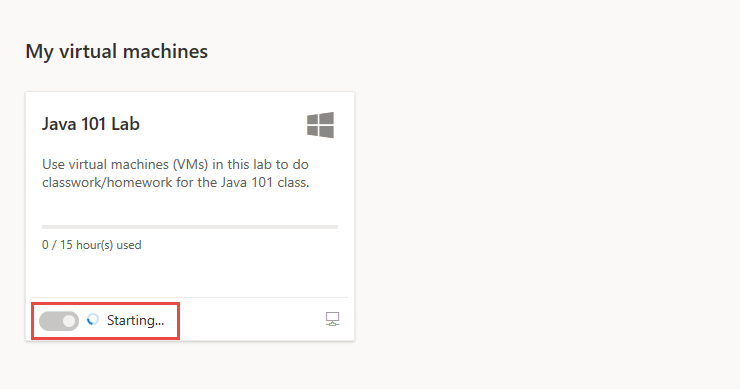 My virtual machines
Java 101 Lab
Use virtual machines (VMs) in this lab to do
classwork/homework for the Java 101 class.
0 / 15 hour(s) used
Starting...